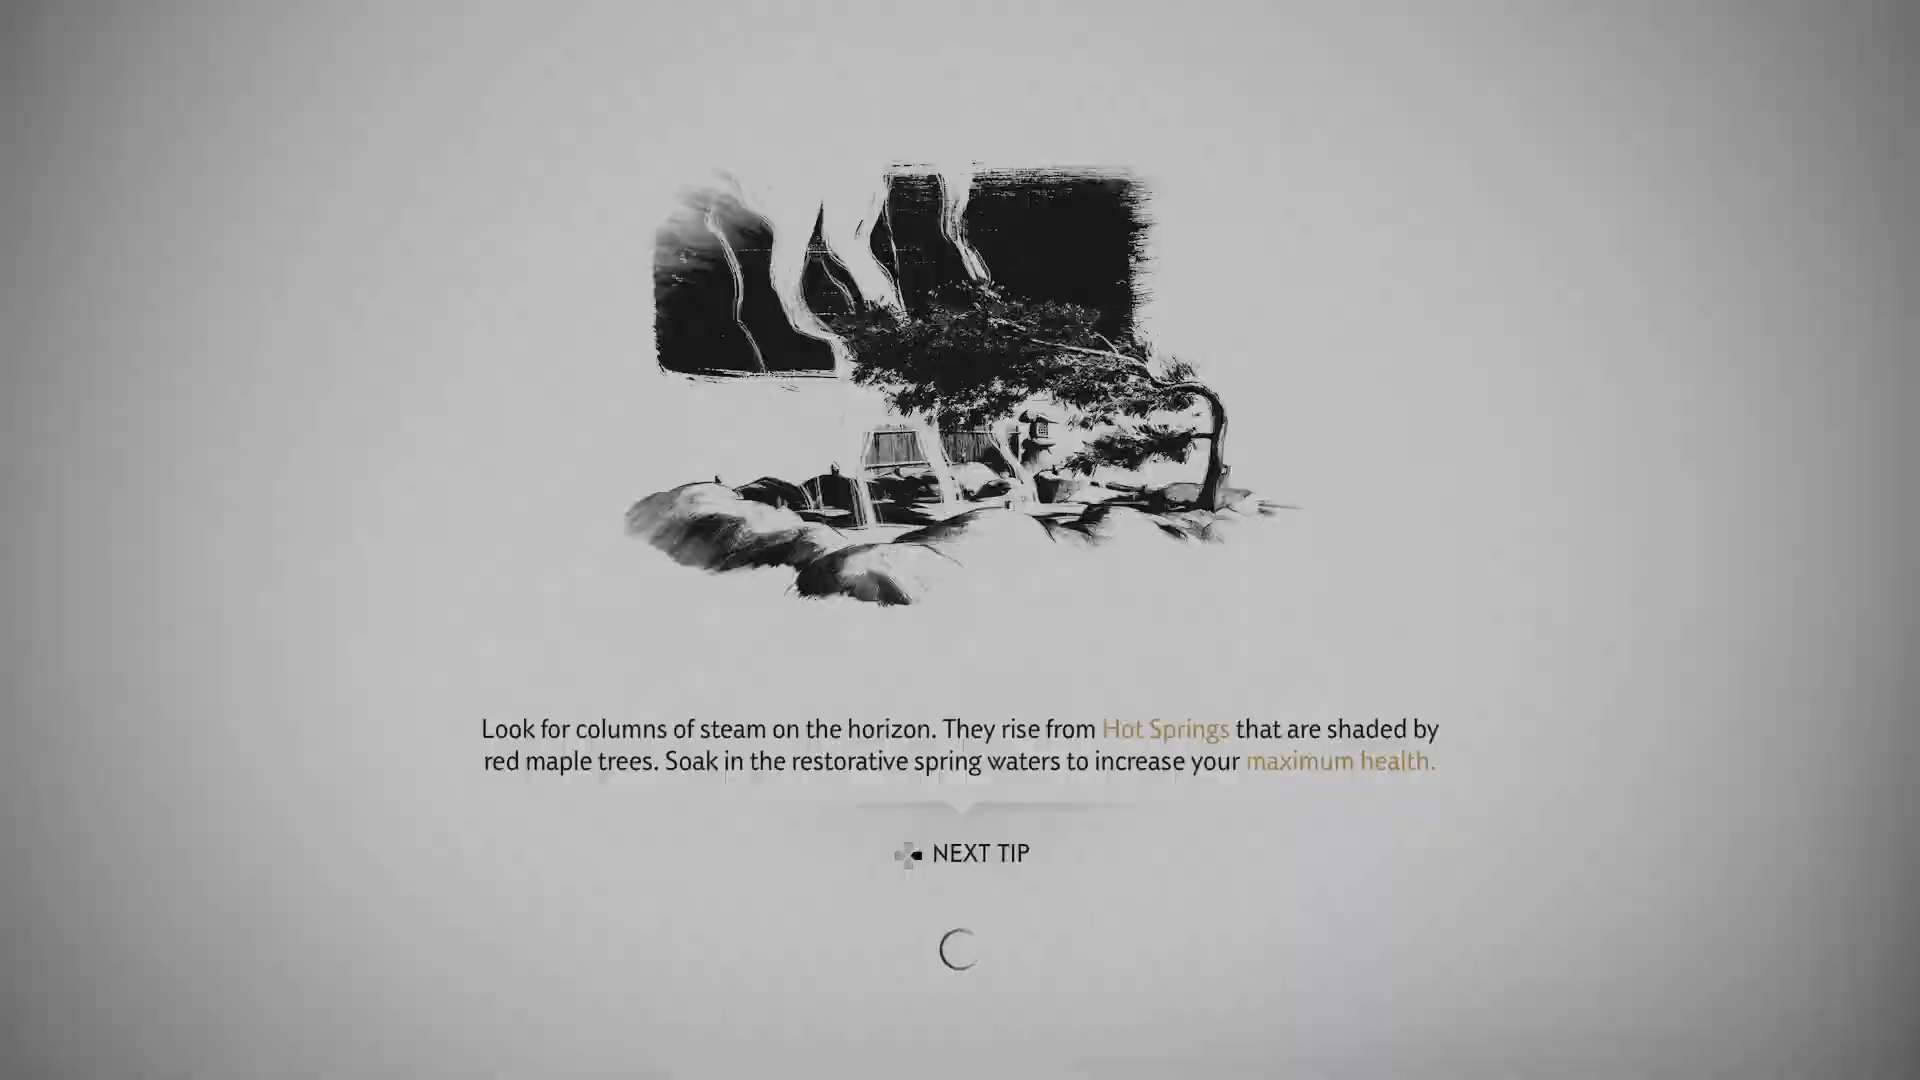 Look for columns of steam on the horizon. They rise from Hot Springs that are shaded by
red maple trees. Soak in the restorative spring waters to increase your maximum health.
NEXT TIP